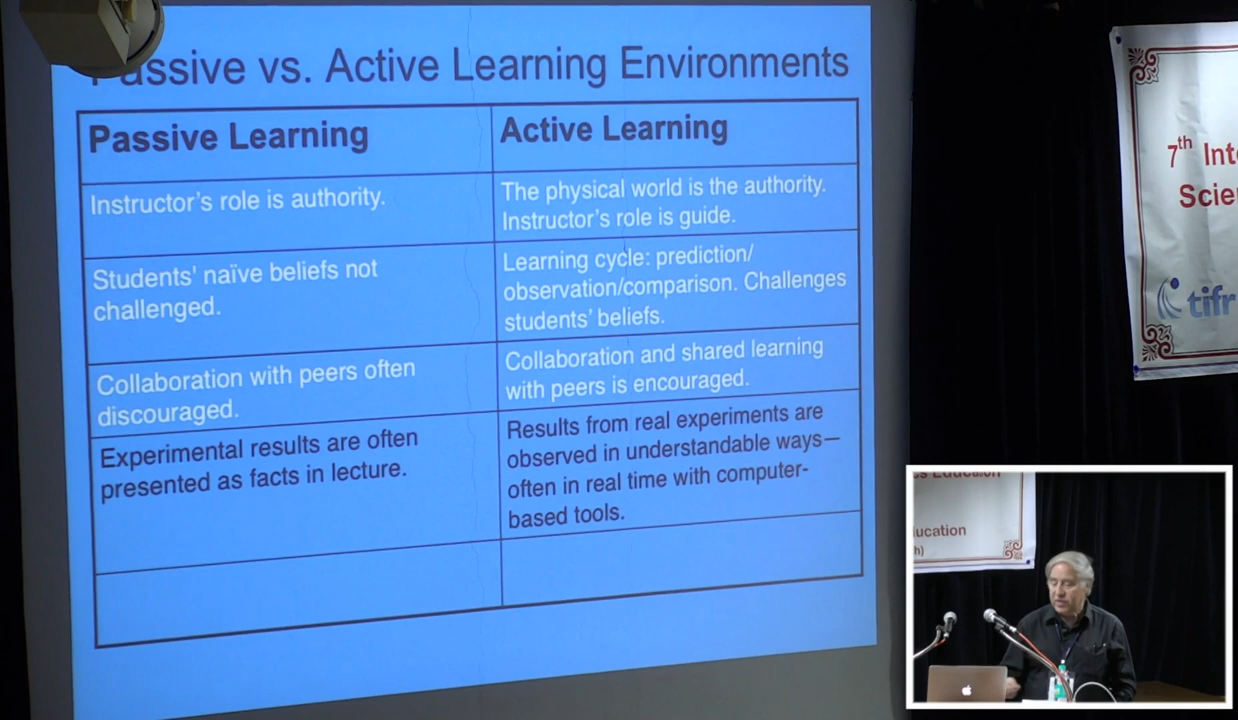 Passive vs. Active Learning Environments
Passive Learning
Active Learning
Instructor's role is authority.
The physical world is the authority.
Instructor's role is guide.
Students' naïve beliefs not
challenged.
Learning cycle: prediction/
observation/comparison. Challenges
students' beliefs.
Collaboration with peers often
discouraged.
Collaboration and shared learning
with peers is encouraged.
Experimental results are often
presented as facts in lecture.
Results from real experiments are
observed in understandable ways—
often in real time with computer-
based tools.
7th Inte
Scie
tifr
cs Education
ucation
h)